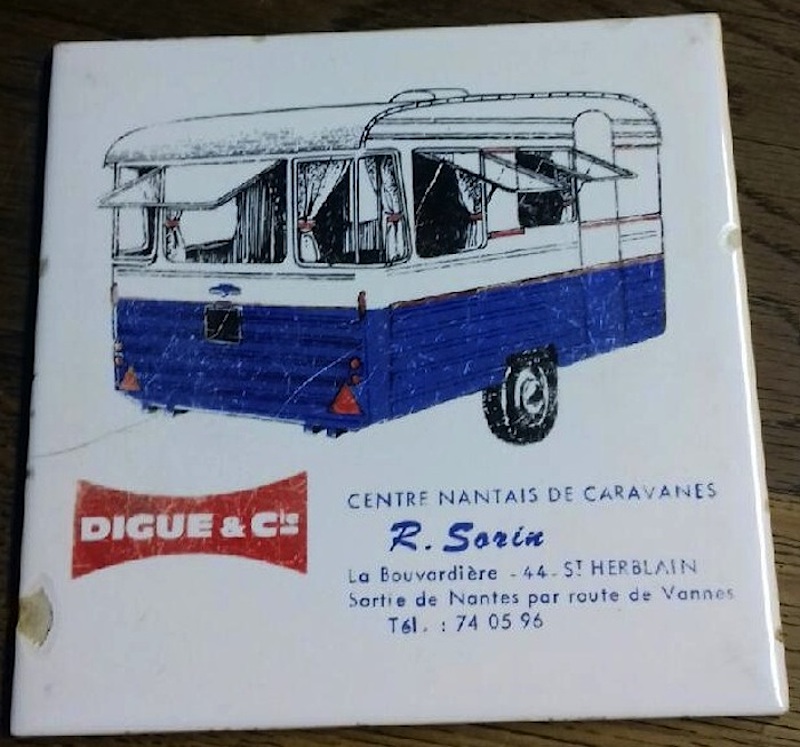 DIGUE & Cie
CENTRE NANTAIS DE CARAVANES
R. Sorin
La Bouvardière - 44 - ST HERBLAIN
Sortie de Nantes par route de Vannes
Tél. : 74 05 96